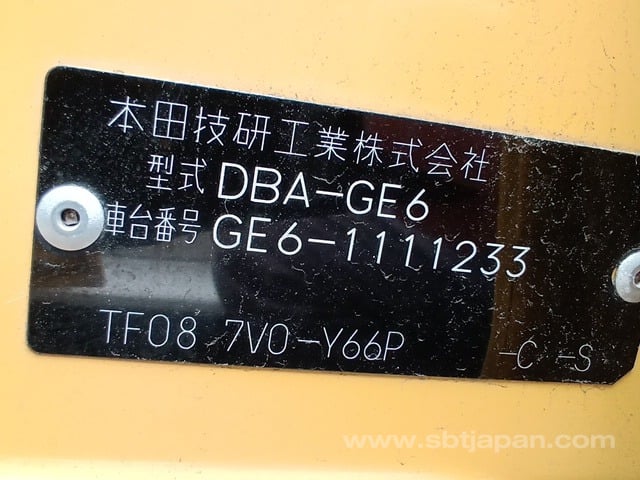 本田技研工業株式会社
型式 DBA-GE6
車台番号 GE6-1111233
TF08 7V0-Y66P -C -S
www.sbtjapan.com